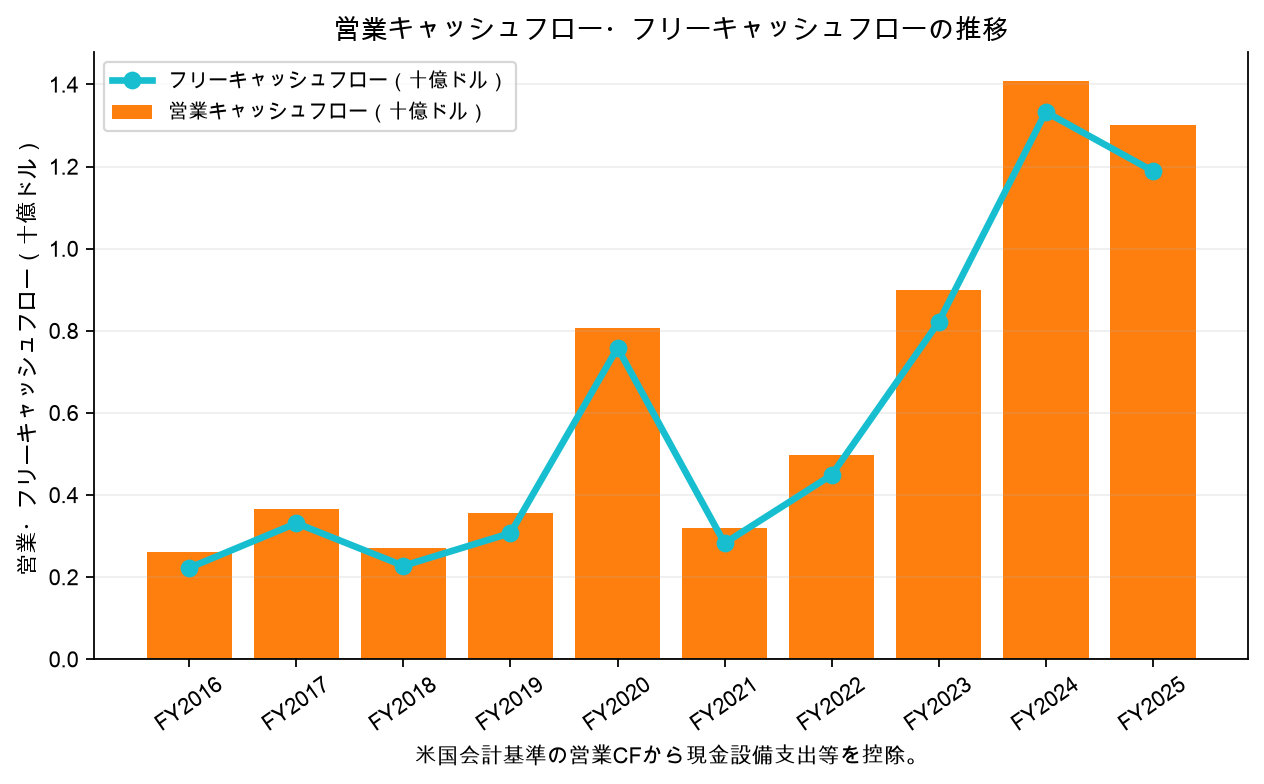 営業キャッシュフロー・フリーキャッシュフローの推移
フリーキャッシュフロー(十億ドル)
営業キャッシュフロー(十億ドル)
営業・フリーキャッシュフロー(十億ドル)
1.4
1.2
1.0
0.8
0.6
0.4
0.2
0.0
FY2016
FY2017
FY2018
FY2019
FY2020
FY2021
FY2022
FY2023
FY2024
FY2025
米国会計基準の営業CFから現金設備支出等を控除。